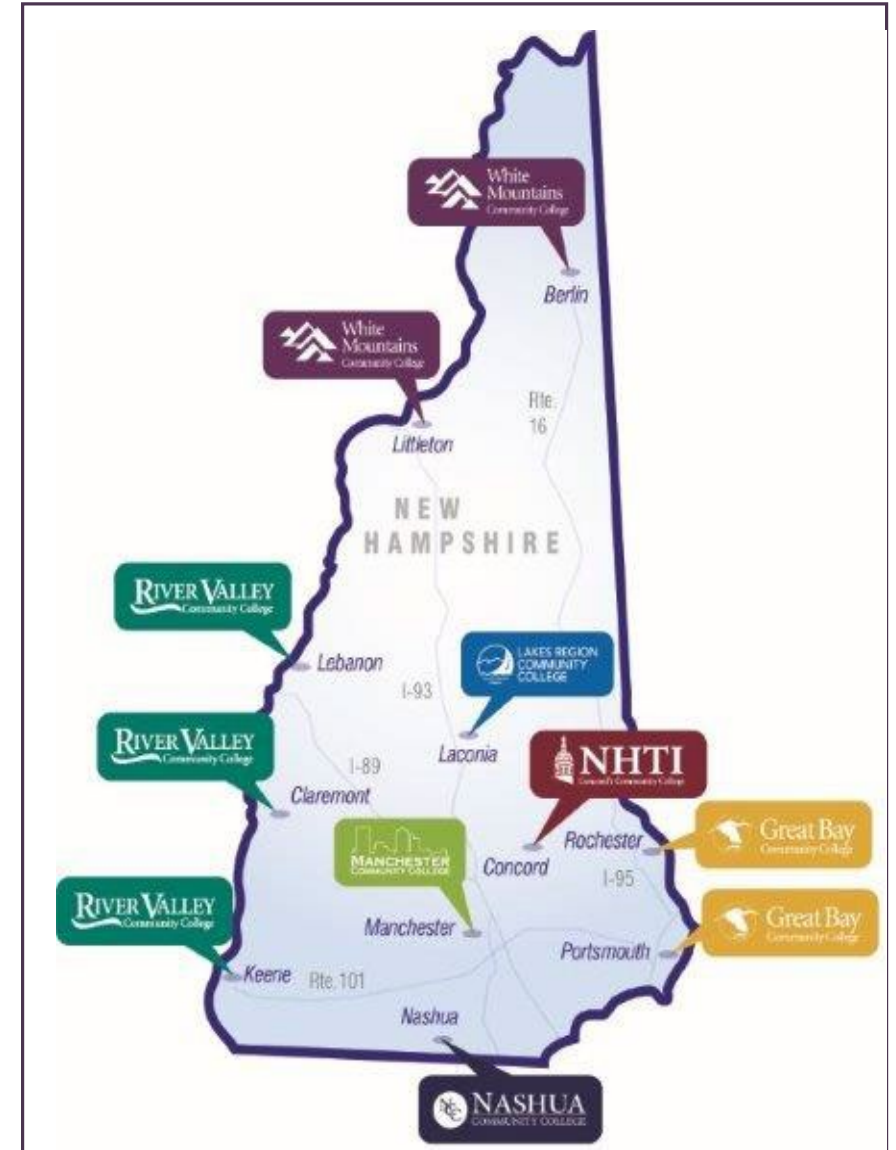 White
Mountains
Community College
Berlin
White
Mountains
Community College
Rte.
16
Littleton
NEW
HAMPSHIRE
RIVER VALLEY
Community College
Lebanon
LAKES REGION
COMMUNITY
COLLEGE
I-93
RIVER VALLEY
Community College
Laconia
I-89
NHTI
Concord's Community College
Claremont
MANCHESTER
COMMUNITY COLLEGE
Rochester
Great Bay
Community College
Concord
I-95
RIVER VALLEY
Community College
Manchester
Great Bay
Community College
Portsmouth
Keene
Rte. 101
Nashua
NCC
NASHUA
COMMUNITY COLLEGE